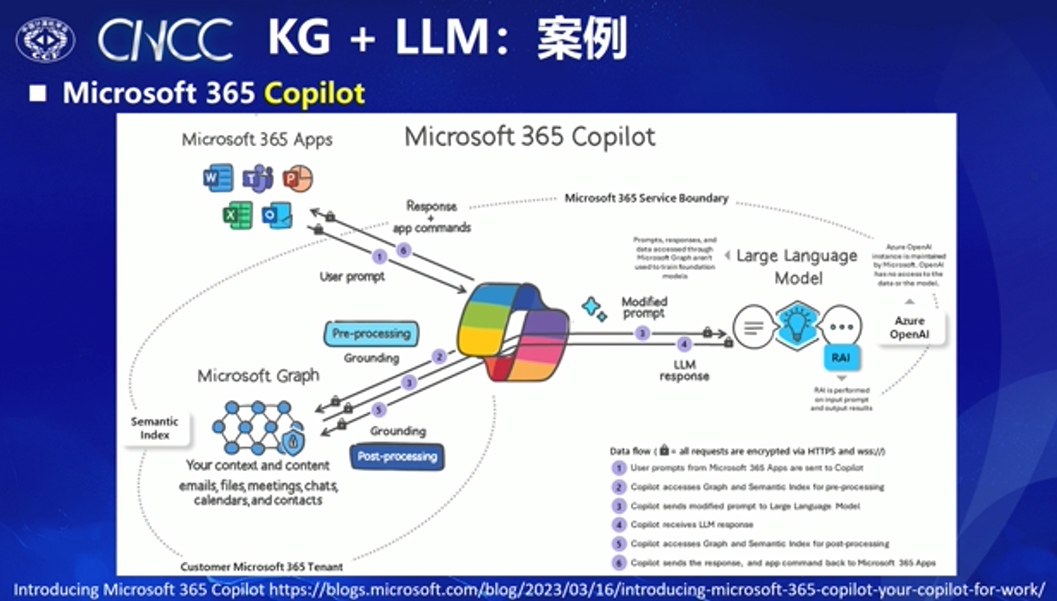 CNCC KG + LLM：案例
Microsoft 365 Copilot
Microsoft 365 Copilot
Microsoft 365 Apps
Microsoft 365 Service Boundary
Response
+
app commands
6
1
User prompt
Prompts, responses, and
data accessed through
Microsoft Graph aren't
used to train foundation
models
Large Language
Model
Azure OpenAI
instance is maintained
by Microsoft. OpenAI
has no access to the
data or the model.
Azure
OpenAI
Modified
prompt
3
4
LLM
response
RAI
RAI is performed
on input prompt
and output results
Pre-processing
Grounding
2
3
5
Grounding
Post-processing
Microsoft Graph
Semantic
Index
Your context and content
emails, files, meetings, chats,
calendars, and contacts
Customer Microsoft 365 Tenant
Data flow ( = all requests are encrypted via HTTPS and wss://)
1 User prompts from Microsoft 365 Apps are sent to Copilot
2 Copilot accesses Graph and Semantic Index for pre-processing
3 Copilot sends modified prompt to Large Language Model
4 Copilot receives LLM response
5 Copilot accesses Graph and Semantic Index for post-processing
6 Copilot sends the response, and app command back to Microsoft 365 Apps
Introducing Microsoft 365 Copilot https://blogs.microsoft.com/blog/2023/03/16/introducing-microsoft-365-copilot-your-copilot-for-work/